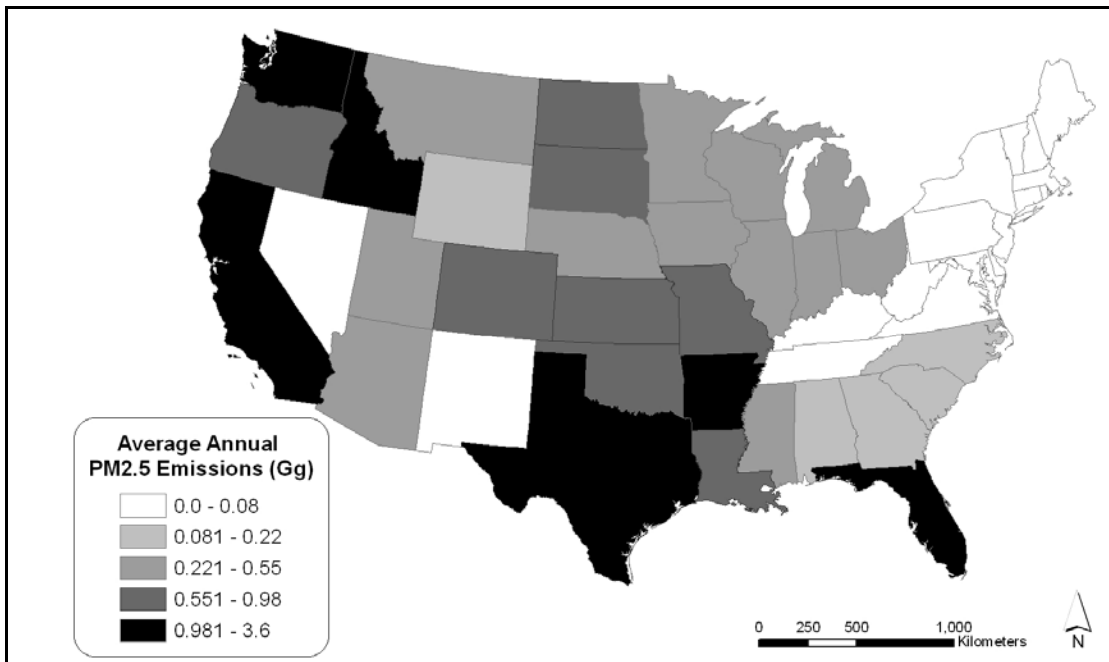 Average Annual
PM2.5 Emissions (Gg)
0.0 - 0.08
0.081 - 0.22
0.221 - 0.55
0.551 - 0.98
0.981 - 3.6
0 250 500 1,000
Kilometers
N